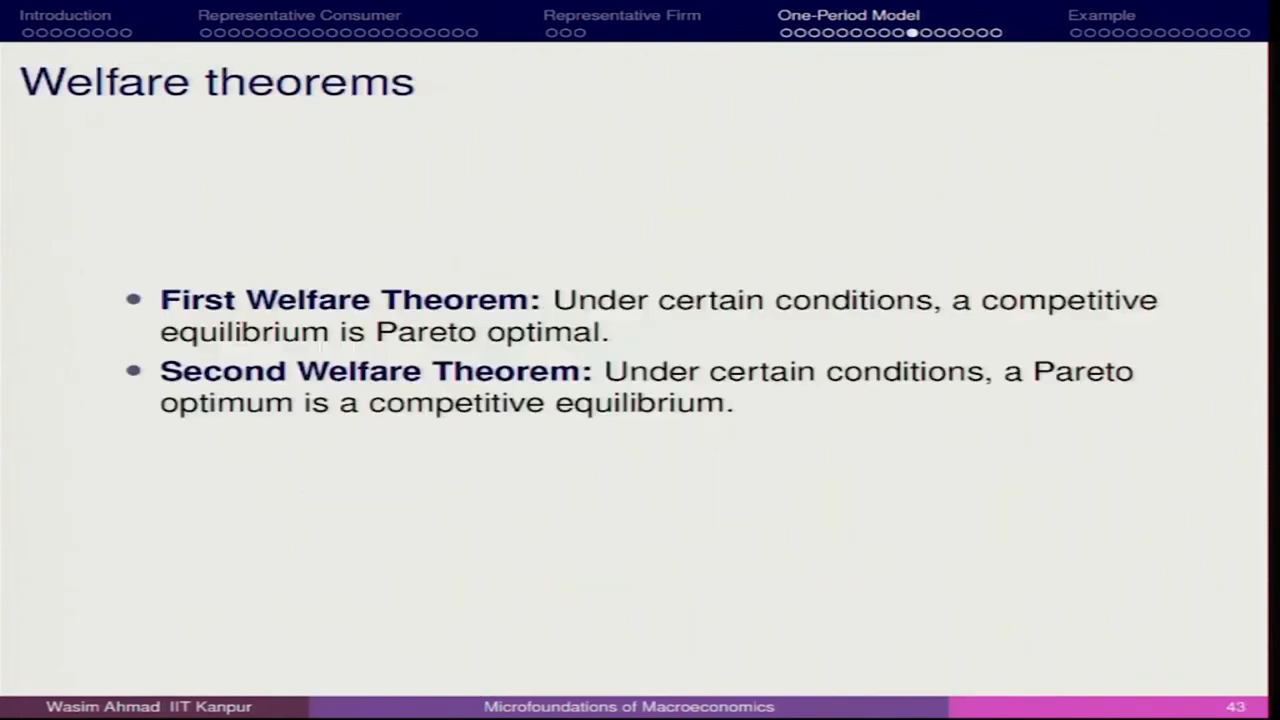 Introduction Representative Consumer Representative Firm One-Period Model Example
Welfare theorems
First Welfare Theorem: Under certain conditions, a competitive
equilibrium is Pareto optimal.
Second Welfare Theorem: Under certain conditions, a Pareto
optimum is a competitive equilibrium.
Wasim Ahmad IIT Kanpur Microfoundations of Macroeconomics 43